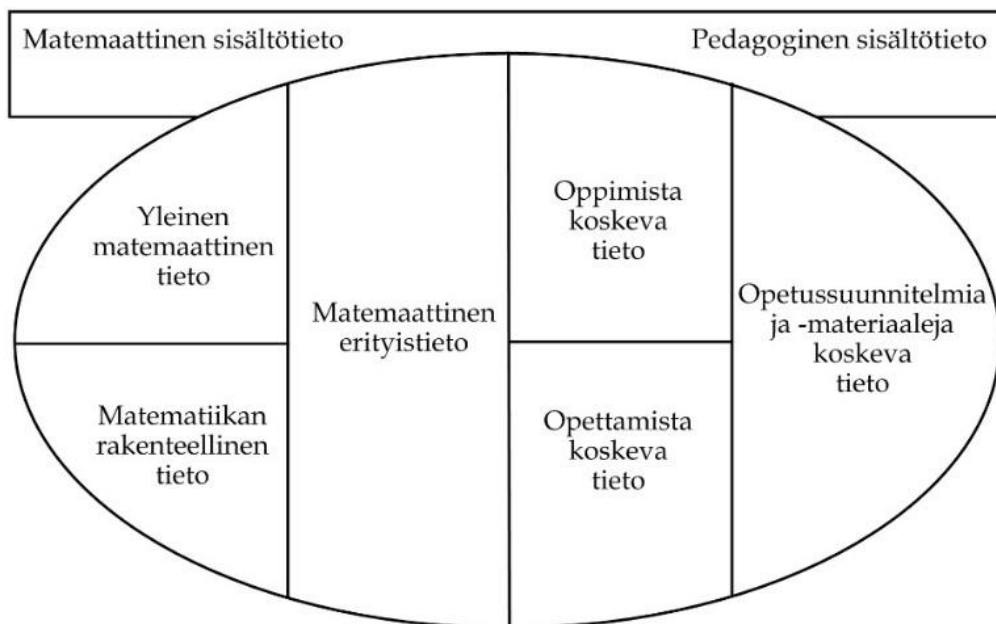 Matemaattinen sisältötieto
Pedagoginen sisältötieto
Yleinen
matemaattinen
tieto
Matematiikan
rakenteellinen
tieto
Matemaattinen
erityistieto
Oppimista
koskeva
tieto
Opettamista
koskeva
tieto
Opetussuunnitelmia
ja -materiaaleja
koskeva
tieto